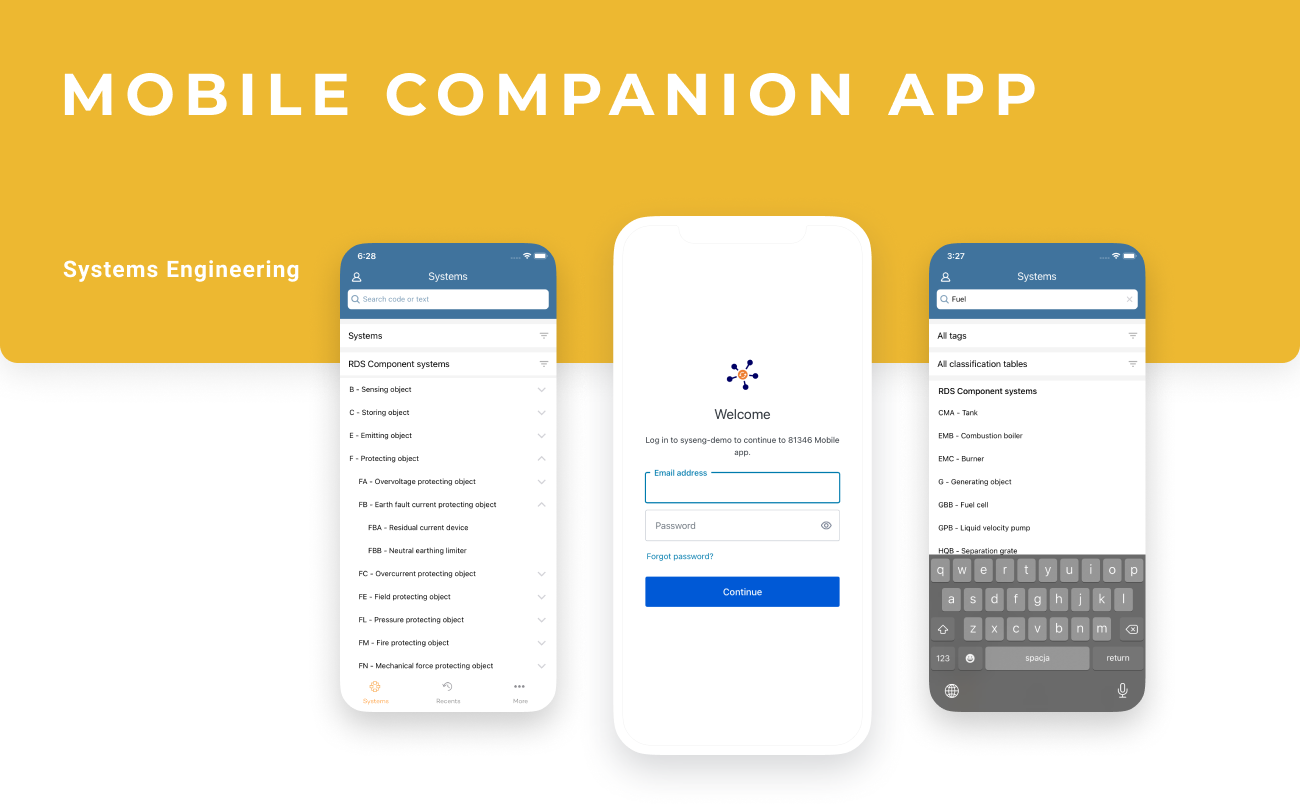 MOBILE COMPANION APP
Systems Engineering
6:28
Systems
Search code or text
Systems
RDS Component systems
B - Sensing object
C - Storing object
E - Emitting object
F - Protecting object
FA - Overvoltage protecting object
FB - Earth fault current protecting object
FBA - Residual current device
FBB - Neutral earthing limiter
FC - Overcurrent protecting object
FE - Field protecting object
FL - Pressure protecting object
FM - Fire protecting object
FN - Mechanical force protecting object
Systems
Recents
More
Welcome
Log in to syseng-demo to continue to 81346 Mobile
app.
Email address
Password
Forgot password?
Continue
3:27
Systems
Fuel
All tags
All classification tables
RDS Component systems
CMA - Tank
EMB - Combustion boiler
EMC - Burner
G - Generating object
GBB - Fuel cell
GPB - Liquid velocity pump
HQB - Separation grate
q w e r t y u i o p
a s d f g h j k l
z x c v b n m
123 spacja return